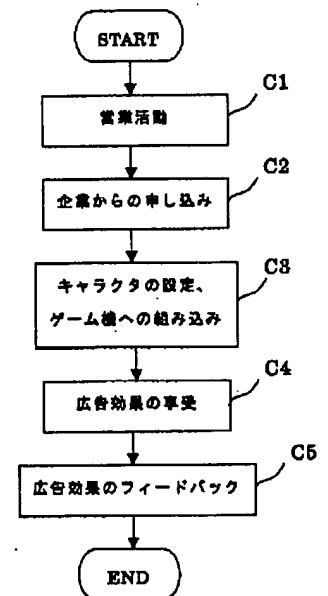 START
C1
営業活動
C2
企業からの申し込み
C3
キャラクタの設定、
ゲーム機への組み込み
C4
広告効果の享受
C5
広告効果のフィードバック
END